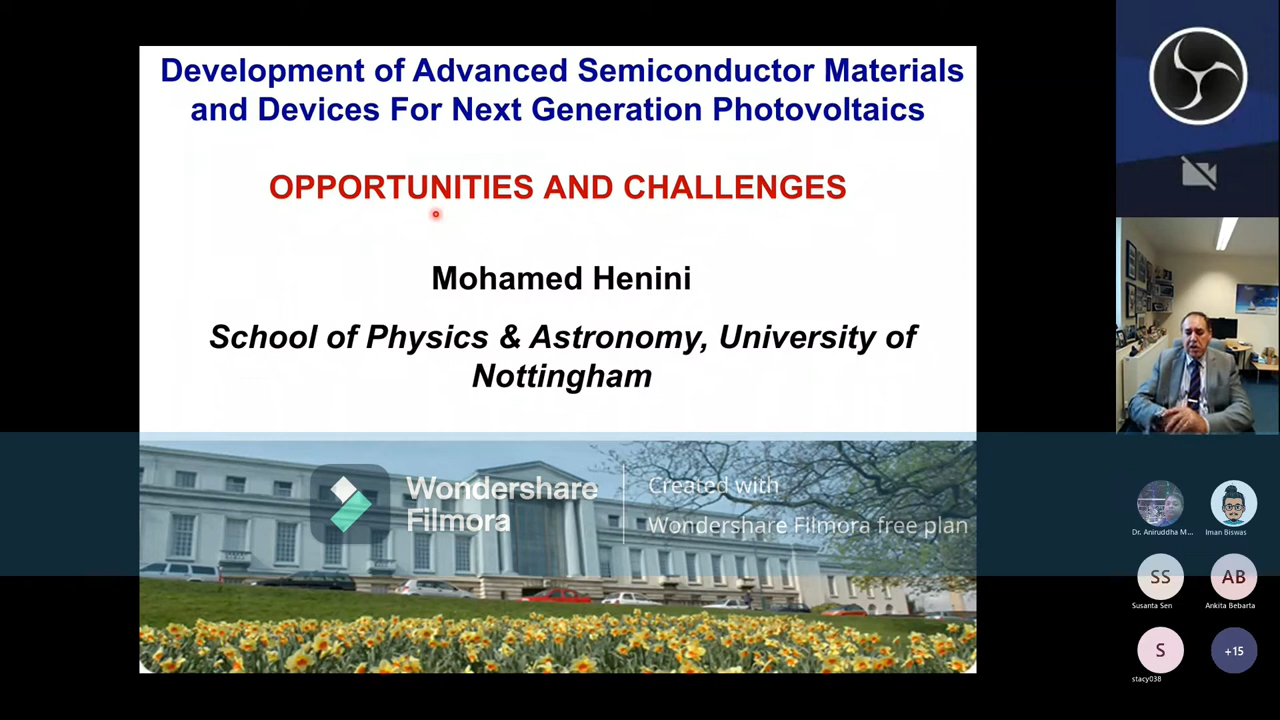 Development of Advanced Semiconductor Materials
and Devices For Next Generation Photovoltaics
OPPORTUNITIES AND CHALLENGES
Mohamed Henini
School of Physics & Astronomy, University of
Nottingham
Wondershare
Filmora
Created with
Wondershare Filmora free plan
Dr. Aniruddha M...
Iman Biswas
SS
AB
Susanta Sen
Ankita Bebarta
S
+15
stacy038